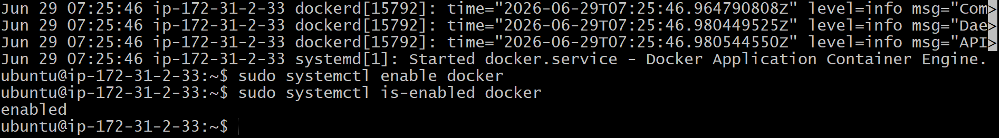 Jun 29 07:25:46 ip-172-31-2-33 dockerd[15792]: time="2026-06-29T07:25:46.964790808Z" level=info msg="Com>
Jun 29 07:25:46 ip-172-31-2-33 dockerd[15792]: time="2026-06-29T07:25:46.980449525Z" level=info msg="Dae>
Jun 29 07:25:46 ip-172-31-2-33 dockerd[15792]: time="2026-06-29T07:25:46.980544550Z" level=info msg="API>
Jun 29 07:25:46 ip-172-31-2-33 systemd[1]: Started docker.service - Docker Application Container Engine.
ubuntu@ip-172-31-2-33:~$ sudo systemctl enable docker
ubuntu@ip-172-31-2-33:~$ sudo systemctl is-enabled docker
enabled
ubuntu@ip-172-31-2-33:~$